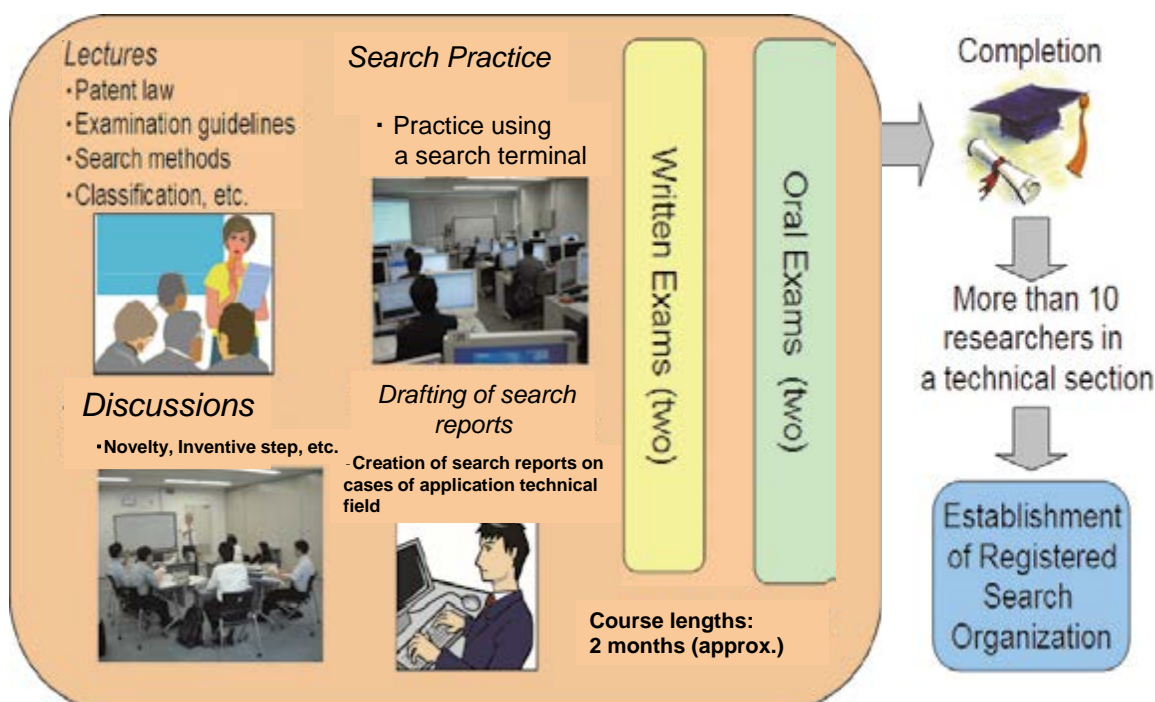 Lectures
・Patent law
・Examination guidelines
・Search methods
・Classification, etc.
Search Practice
・ Practice using
a search terminal
Discussions
・Novelty, Inventive step, etc.
Drafting of search
reports
-Creation of search reports on
cases of application technical
field
Written Exams (two)
Oral Exams (two)
Course lengths:
2 months (approx.)
Completion
More than 10
researchers in
a technical section
Establishment
of Registered
Search
Organization